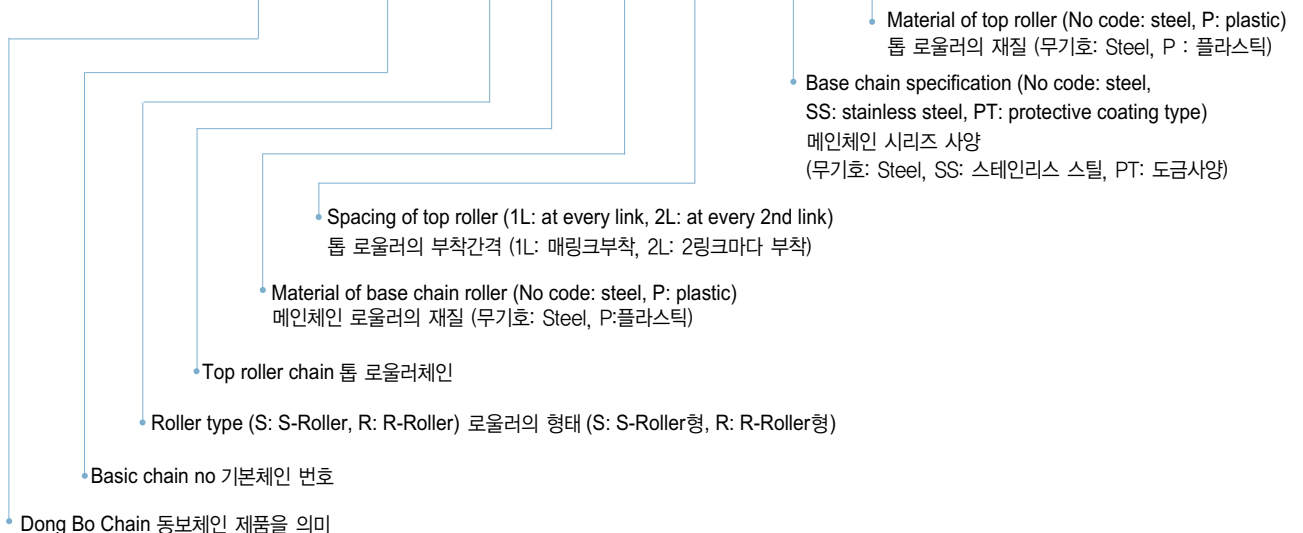 Material of top roller (No code: steel, P: plastic)
톱 로울러의 재질 (무기호: Steel, P : 플라스틱)
Base chain specification (No code: steel,
SS: stainless steel, PT: protective coating type)
메인체인 시리즈 사양
(무기호: Steel, SS: 스테인리스 스틸, PT: 도금사양)
Spacing of top roller (1L: at every link, 2L: at every 2nd link)
톱 로울러의 부착간격 (1L: 매링크부착, 2L: 2링크마다 부착)
Material of base chain roller (No code: steel, P: plastic)
메인체인 로울러의 재질 (무기호: Steel, P:플라스틱)
Top roller chain 톱 로울러체인
Roller type (S: S-Roller, R: R-Roller) 로울러의 형태 (S: S-Roller형, R: R-Roller형)
Basic chain no 기본체인 번호
Dong Bo Chain 동보체인 제품을 의미